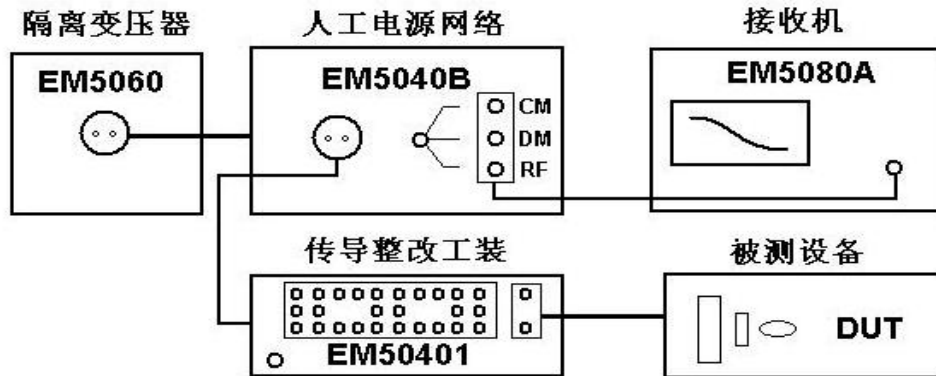 隔离变压器
人工电源网络
接收机
EM5060
EM5040B
EM5080A
CM
DM
RF
传导整改工装
被测设备
EM50401
DUT